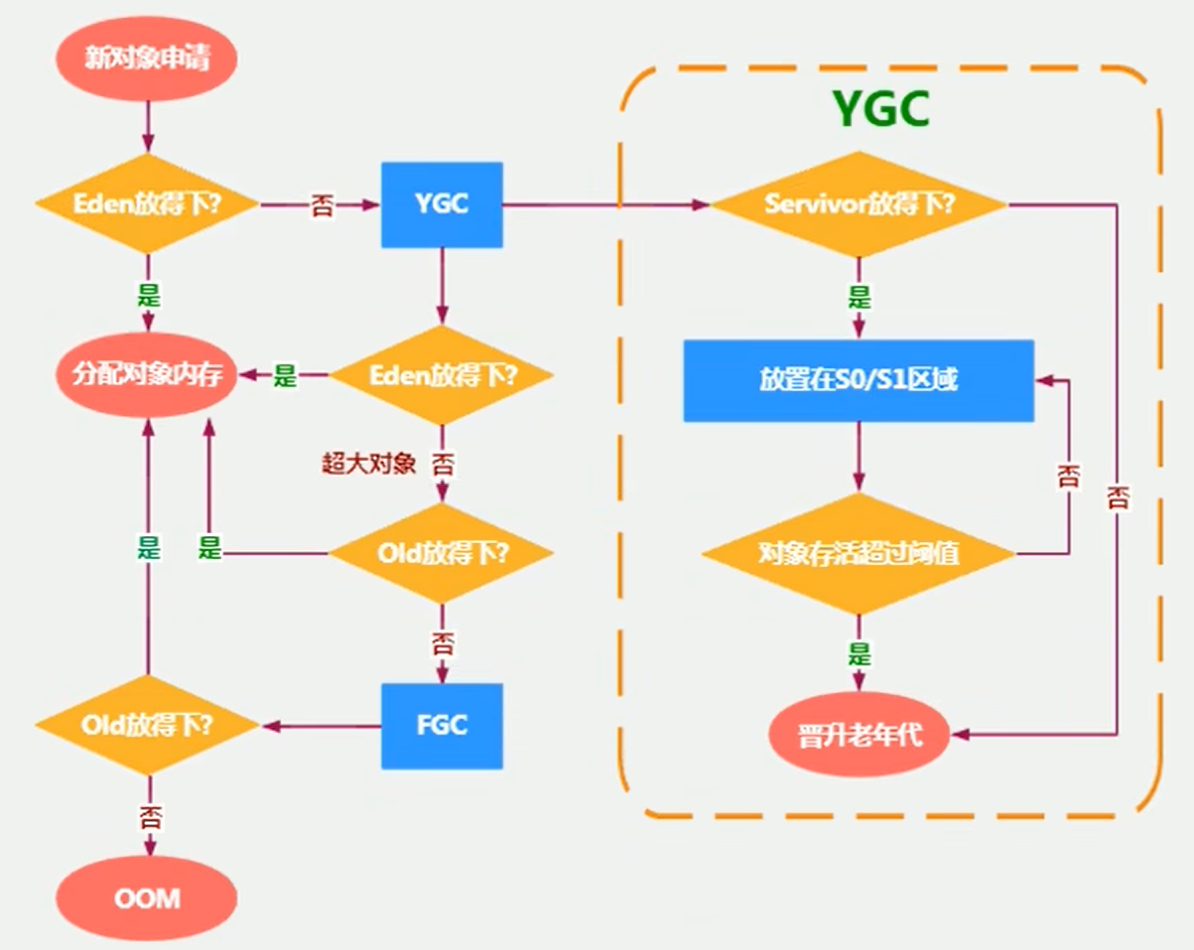 新对象申请
Eden放得下?
否
YGC
是
分配对象内存
是
Eden放得下?
超大对象
否
是
是
Old放得下?
否
Old放得下?
FGC
否
OOM
YGC
Servivor放得下?
是
放置在S0/S1区域
否
否
对象存活超过阈值
是
晋升老年代